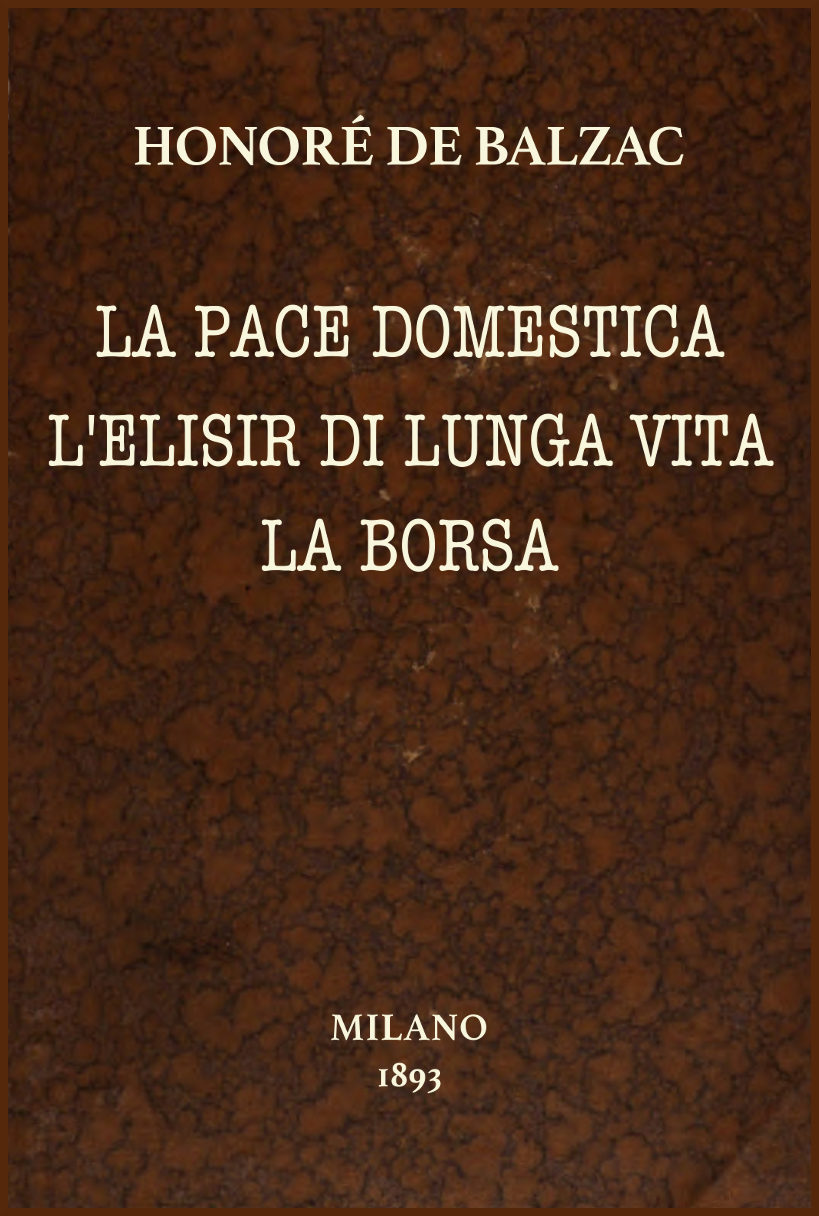 HONORÉ DE BALZAC
LA PACE DOMESTICA
L'ELISIR DI LUNGA VITA
LA BORSA
MILANO
1893